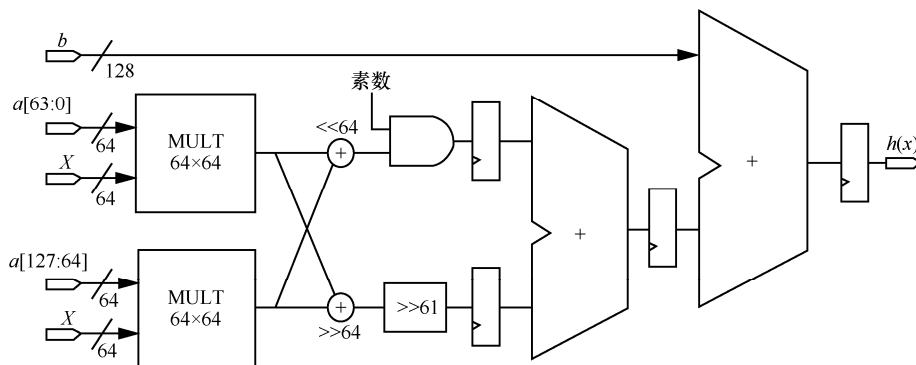 b
128
素数
a[63:0]
64
X
64
MULT
64×64
<<64
+
+
+
h(x)
a[127:64]
64
X
64
MULT
64×64
+
>>64
>>61